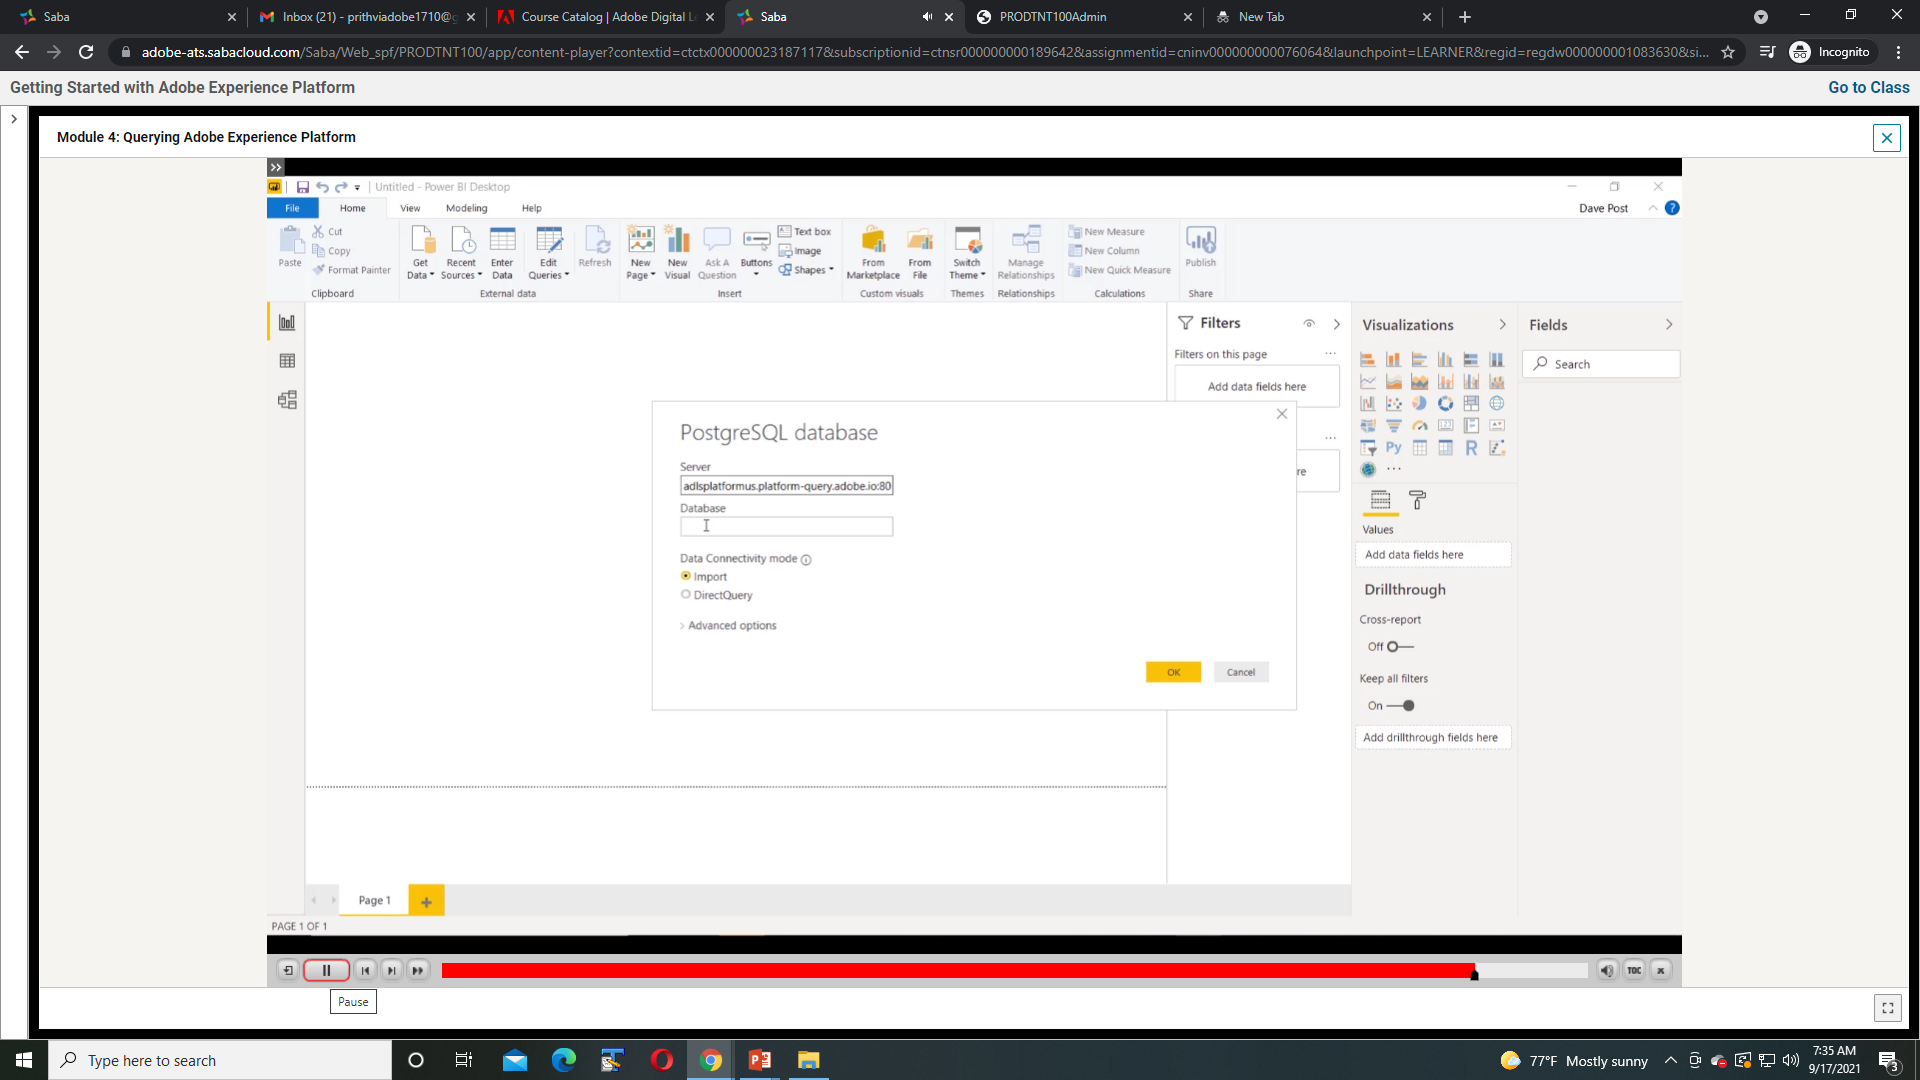 Saba
Inbox (21) - prithviadobe1710@g
Course Catalog | Adobe Digital L
Saba
PRODTNT100Admin
New Tab
adobe-ats.sabacloud.com/Saba/Web_spf/PRODTNT100/app/content-player?contextid=ctctx000000023187117&subscriptionid=ctnsr000000000189642&assignmentid=cninv000000000076064&launchpoint=LEARNER&regid=regdw000000001083630&si...
Incognito
Getting Started with Adobe Experience Platform
Go to Class
Module 4: Querying Adobe Experience Platform
Untitled - Power BI Desktop
File
Home
View
Modeling
Help
Dave Post
Paste
Cut
Copy
Format Painter
Clipboard
Get Data
Recent Sources
Enter Data
Edit Queries
Refresh
External data
New Page
New Visual
Ask A Question
Buttons
Text box
Image
Shapes
Insert
From Marketplace
From File
Custom visuals
Switch Theme
Themes
Manage Relationships
Relationships
New Measure
New Column
New Quick Measure
Calculations
Publish
Share
Filters
Filters on this page
Add data fields here
re
Visualizations
Py
R
Values
Add data fields here
Drillthrough
Cross-report
Off
Keep all filters
On
Add drillthrough fields here
Fields
Search
PostgreSQL database
Server
adlsplatformus.platform-query.adobe.io:80
Database
Data Connectivity mode
Import
DirectQuery
Advanced options
OK
Cancel
Page 1
PAGE 1 OF 1
TOC
Pause
Type here to search
77°F Mostly sunny
7:35 AM
9/17/2021
3